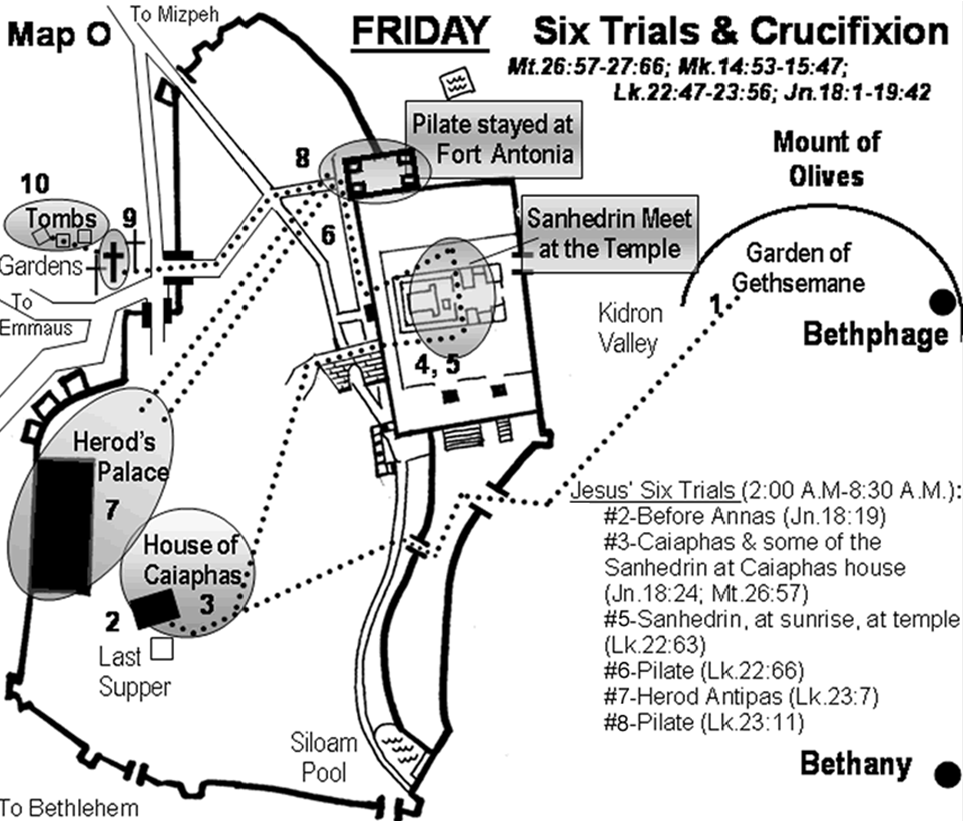 To Mizpeh
Map O
FRIDAY
Six Trials & Crucifixion
Mt.26:57-27:66; Mk.14:53-15:47;
Lk.22:47-23:56; Jn.18:1-19:42
Pilate stayed at
Fort Antonia
8
Mount of
Olives
10
Tombs
9
Gardens
6
Sanhedrin Meet
at the Temple
Garden of
Gethsemane
1
To
Emmaus
Kidron
Valley
Bethphage
4, 5
Herod's
Palace
7
Jesus' Six Trials (2:00 A.M-8:30 A.M.):
#2-Before Annas (Jn.18:19)
#3-Caiaphas & some of the
Sanhedrin at Caiaphas house
(Jn.18:24; Mt.26:57)
#5-Sanhedrin, at sunrise, at temple
(Lk.22:63)
#6-Pilate (Lk.22:66)
#7-Herod Antipas (Lk.23:7)
#8-Pilate (Lk.23:11)
House of
Caiaphas
3
2
Last
Supper
Siloam
Pool
Bethany
To Bethlehem